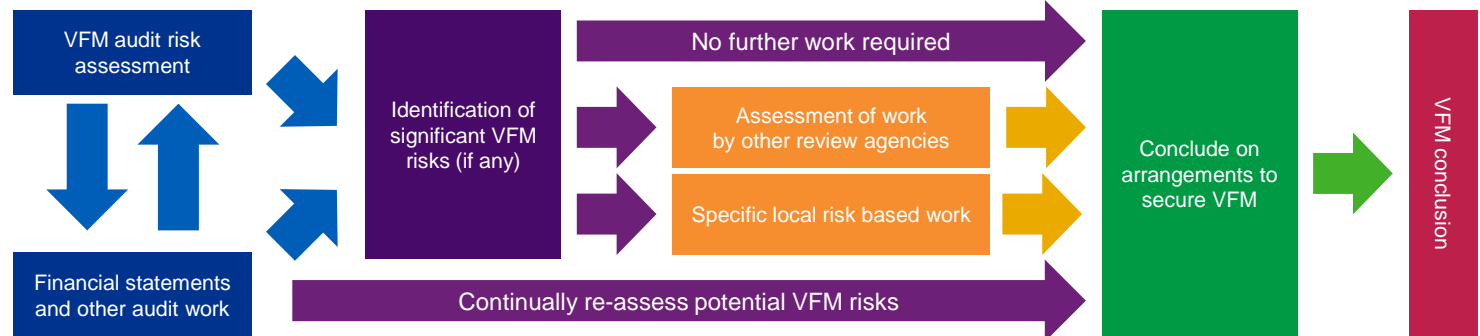 VFM audit risk
assessment
Financial statements
and other audit work
Identification of
significant VFM
risks (if any)
No further work required
Assessment of work
by other review agencies
Specific local risk based work
Continually re-assess potential VFM risks
Conclude on
arrangements to
secure VFM
VFM conclusion